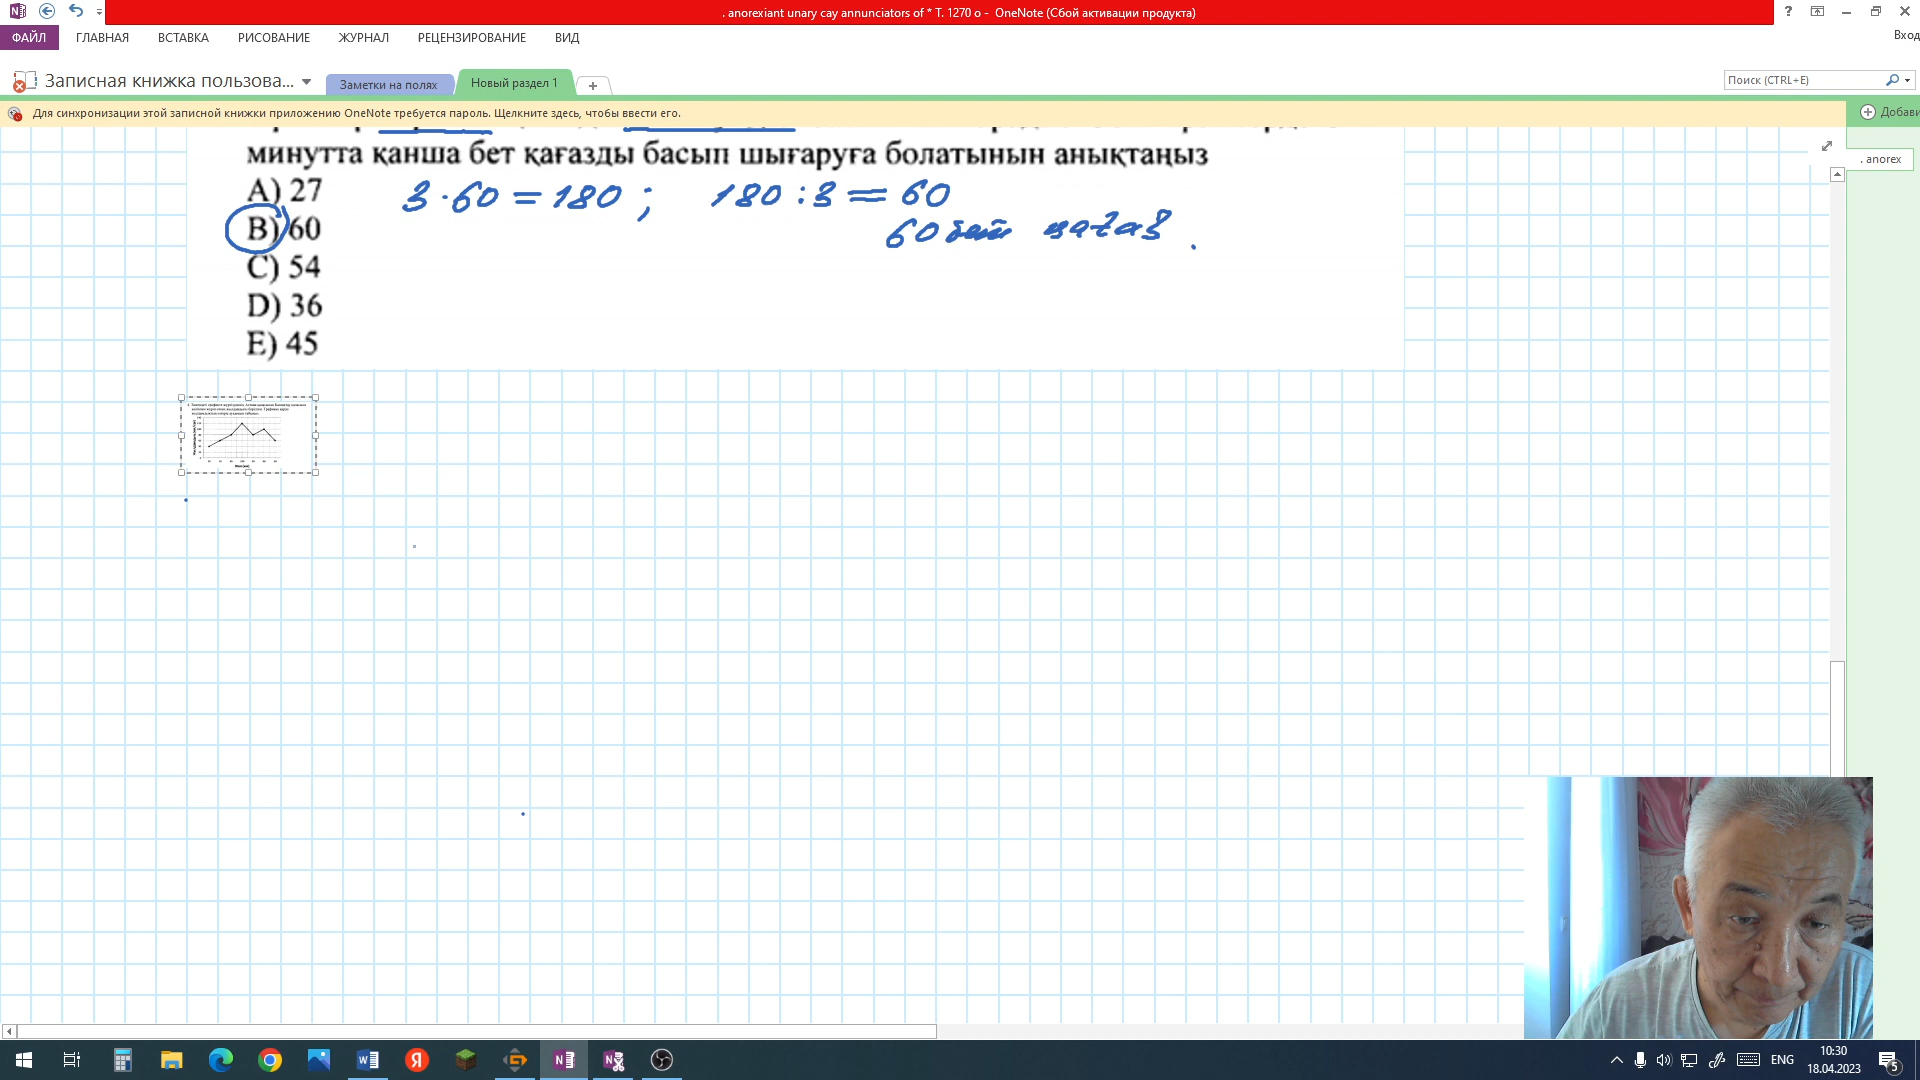 . anorexiant unary cay annunciators of * T. 1270 o - OneNote (Сбой активации продукта)
ФАЙЛ ГЛАВНАЯ ВСТАВКА РИСОВАНИЕ ЖУРНАЛ РЕЦЕНЗИРОВАНИЕ ВИД
Вход
Записная книжка пользова... Заметки на полях Новый раздел 1
Поиск (CTRL+E)
Для синхронизации этой записной книжки приложению OneNote требуется пароль. Щелкните здесь, чтобы ввести его.
Добави
. anorex
минутта қанша бет қағазды басып шығаруға болатынын анықтаңыз
A) 27
3 · 60 = 180 ; 180 : 3 = 60
B) 60
60 бет қағаз .
C) 54
D) 36
E) 45
ENG
10:30
18.04.2023
5